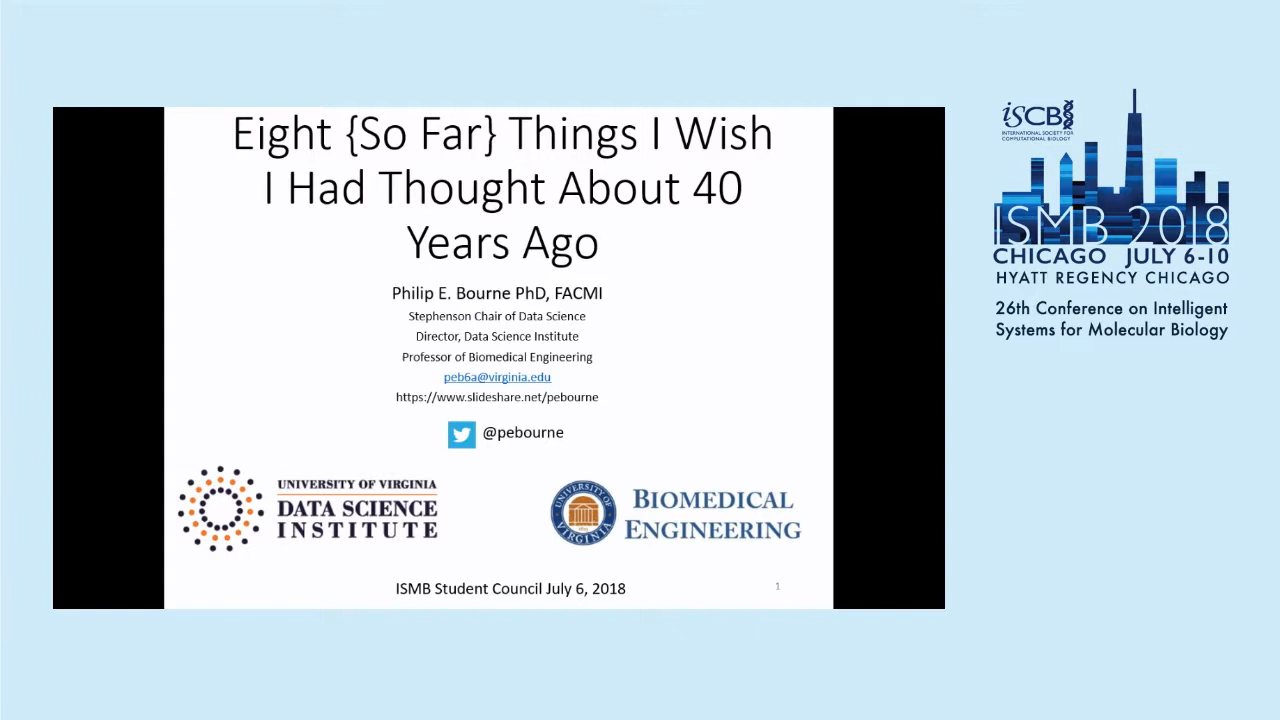 Eight {So Far} Things I Wish
I Had Thought About 40
Years Ago
Philip E. Bourne PhD, FACMI
Stephenson Chair of Data Science
Director, Data Science Institute
Professor of Biomedical Engineering
peb6a@virginia.edu
https://www.slideshare.net/pebourne
@pebourne
UNIVERSITY OF VIRGINIA
DATA SCIENCE
INSTITUTE
UNIVERSITY OF VIRGINIA
BIOMEDICAL
ENGINEERING
ISMB Student Council July 6, 2018
1
iSCB
INTERNATIONAL SOCIETY FOR
COMPUTATIONAL BIOLOGY
ISMB 2018
CHICAGO JULY 6-10
HYATT REGENCY CHICAGO
26th Conference on Intelligent
Systems for Molecular Biology